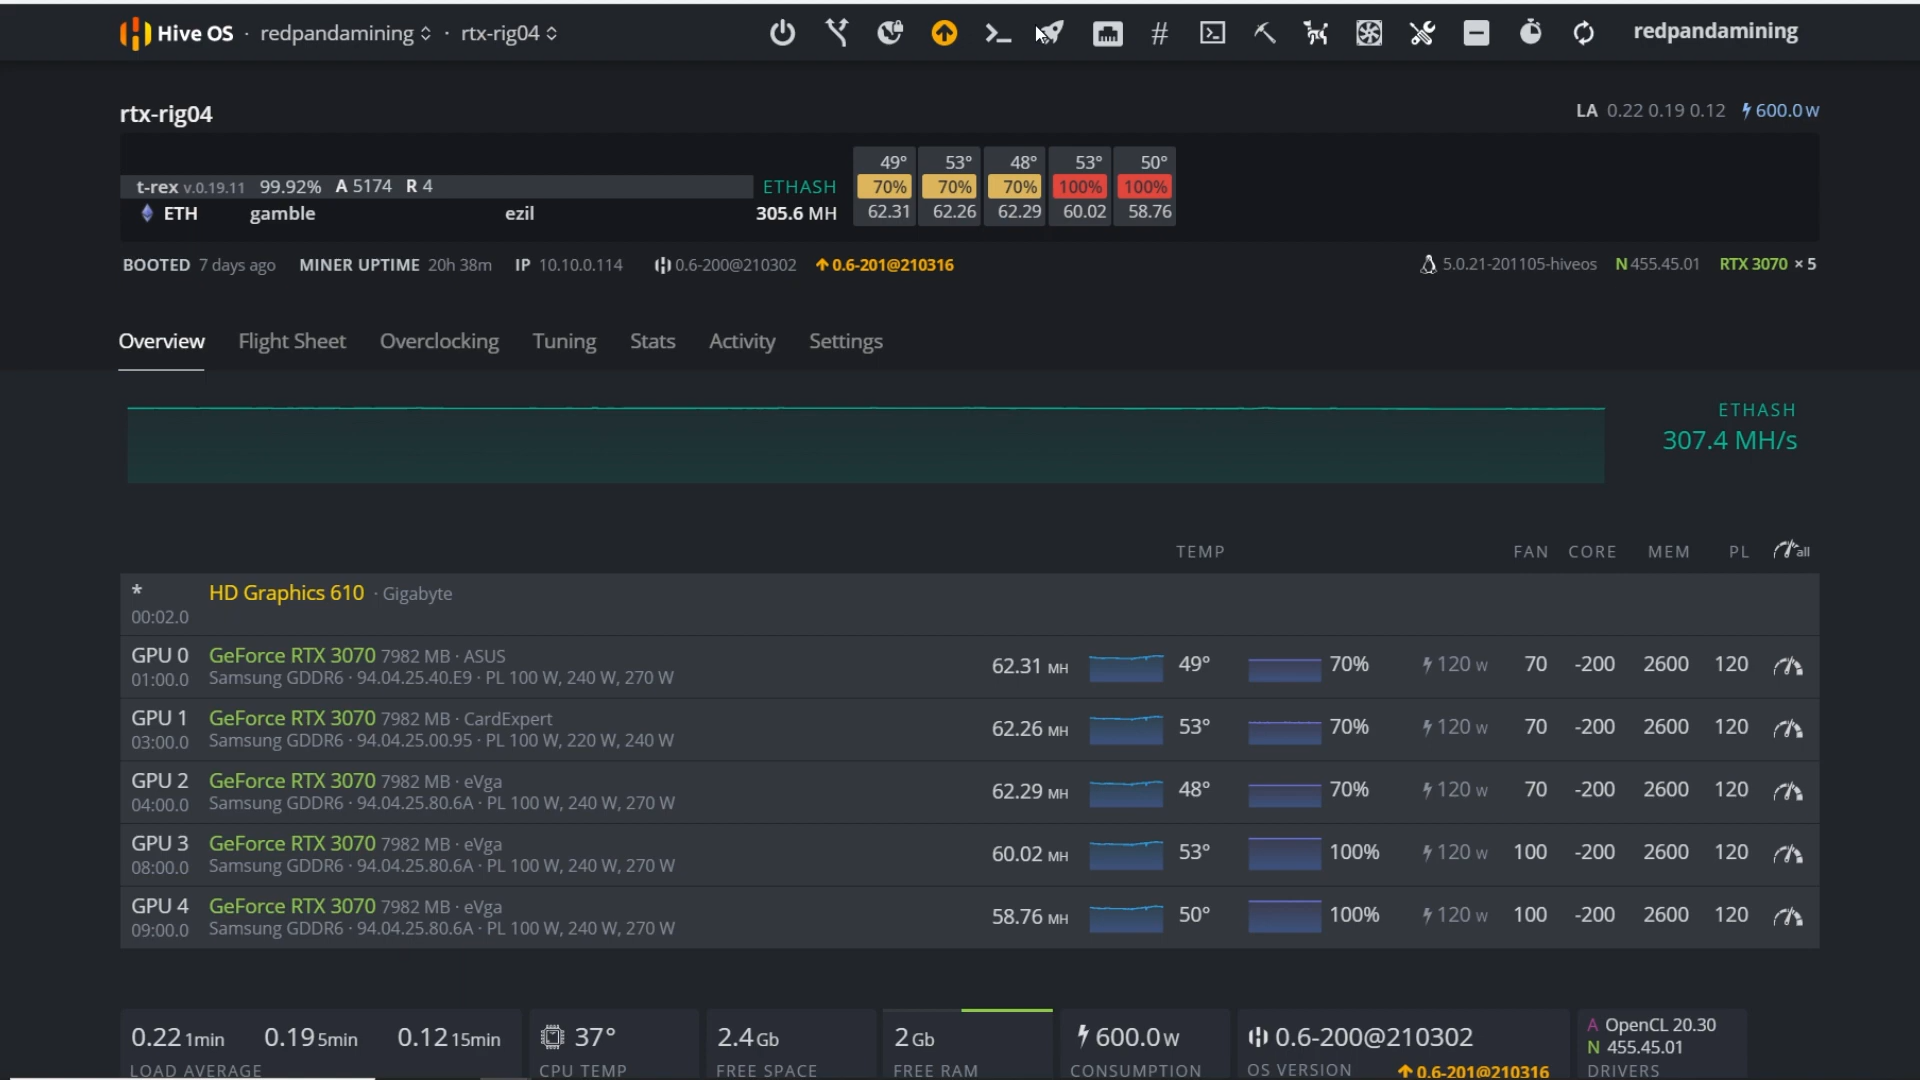 Hive OS · redpandamining · rtx-rig04
redpandamining
rtx-rig04
LA 0.22 0.19 0.12 600.0 W
49° 53° 48° 53° 50°
t-rex v.0.19.11 99.92% A 5174 R 4 ETHASH 70% 70% 70% 100% 100%
ETH gamble ezil 305.6 MH 62.31 62.26 62.29 60.02 58.76
BOOTED 7 days ago MINER UPTIME 20h 38m IP 10.10.0.114 0.6-200@210302 0.6-201@210316 5.0.21-201105-hiveos N 455.45.01 RTX 3070 × 5
Overview Flight Sheet Overclocking Tuning Stats Activity Settings
ETHASH
307.4 MH/s
TEMP FAN CORE MEM PL all
* HD Graphics 610 · Gigabyte
00:02.0
GPU 0 GeForce RTX 3070 7982 MB · ASUS
01:00.0 Samsung GDDR6 · 94.04.25.40.E9 · PL 100 W, 240 W, 270 W
62.31 MH 49° 70% 120 W 70 -200 2600 120
GPU 1 GeForce RTX 3070 7982 MB · CardExpert
03:00.0 Samsung GDDR6 · 94.04.25.00.95 · PL 100 W, 220 W, 240 W
62.26 MH 53° 70% 120 W 70 -200 2600 120
GPU 2 GeForce RTX 3070 7982 MB · eVga
04:00.0 Samsung GDDR6 · 94.04.25.80.6A · PL 100 W, 240 W, 270 W
62.29 MH 48° 70% 120 W 70 -200 2600 120
GPU 3 GeForce RTX 3070 7982 MB · eVga
08:00.0 Samsung GDDR6 · 94.04.25.80.6A · PL 100 W, 240 W, 270 W
60.02 MH 53° 100% 120 W 100 -200 2600 120
GPU 4 GeForce RTX 3070 7982 MB · eVga
09:00.0 Samsung GDDR6 · 94.04.25.80.6A · PL 100 W, 240 W, 270 W
58.76 MH 50° 100% 120 W 100 -200 2600 120
0.22 1min 0.19 5min 0.12 15min
LOAD AVERAGE
37°
CPU TEMP
2.4 Gb
FREE SPACE
2 Gb
FREE RAM
600.0 W
CONSUMPTION
0.6-200@210302
OS VERSION 0.6-201@210316
A OpenCL 20.30
N 455.45.01
DRIVERS